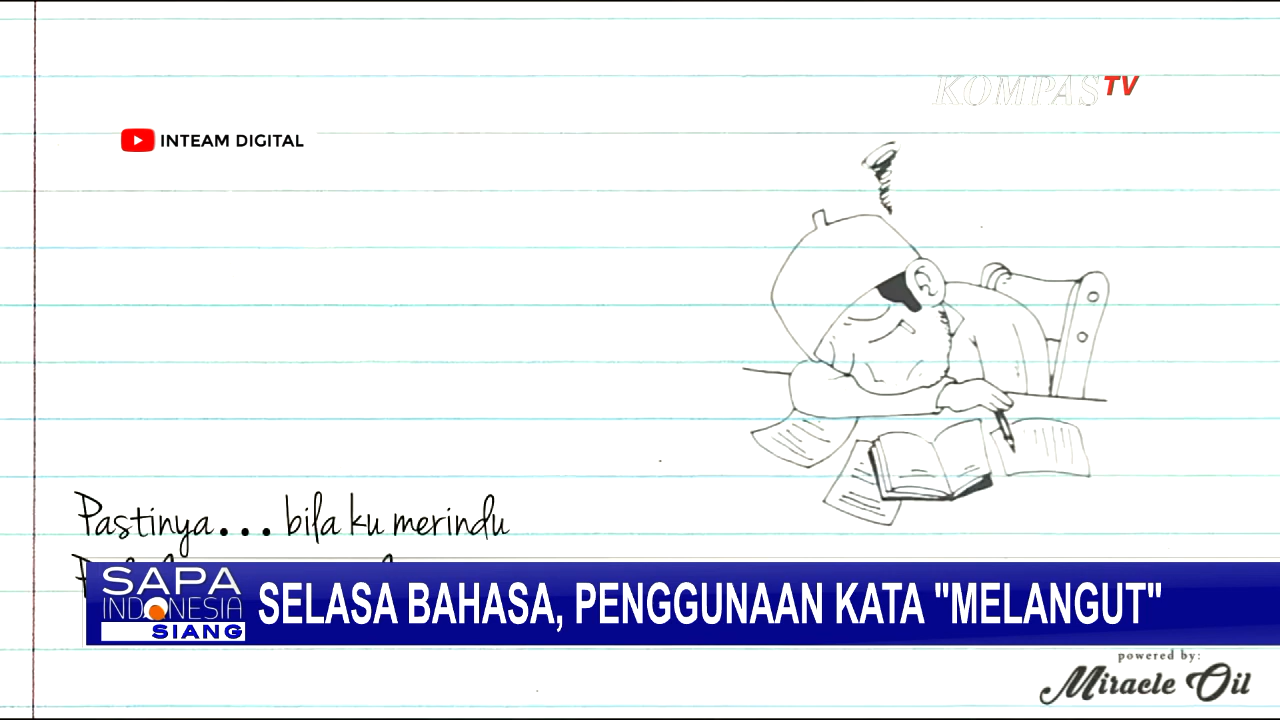 KOMPAS TV
INTEAM DIGITAL
Pastinya... bila ku merindu
SAPA
INDONESIA
SIANG
SELASA BAHASA, PENGGUNAAN KATA "MELANGUT"
powered by:
Miracle Oil